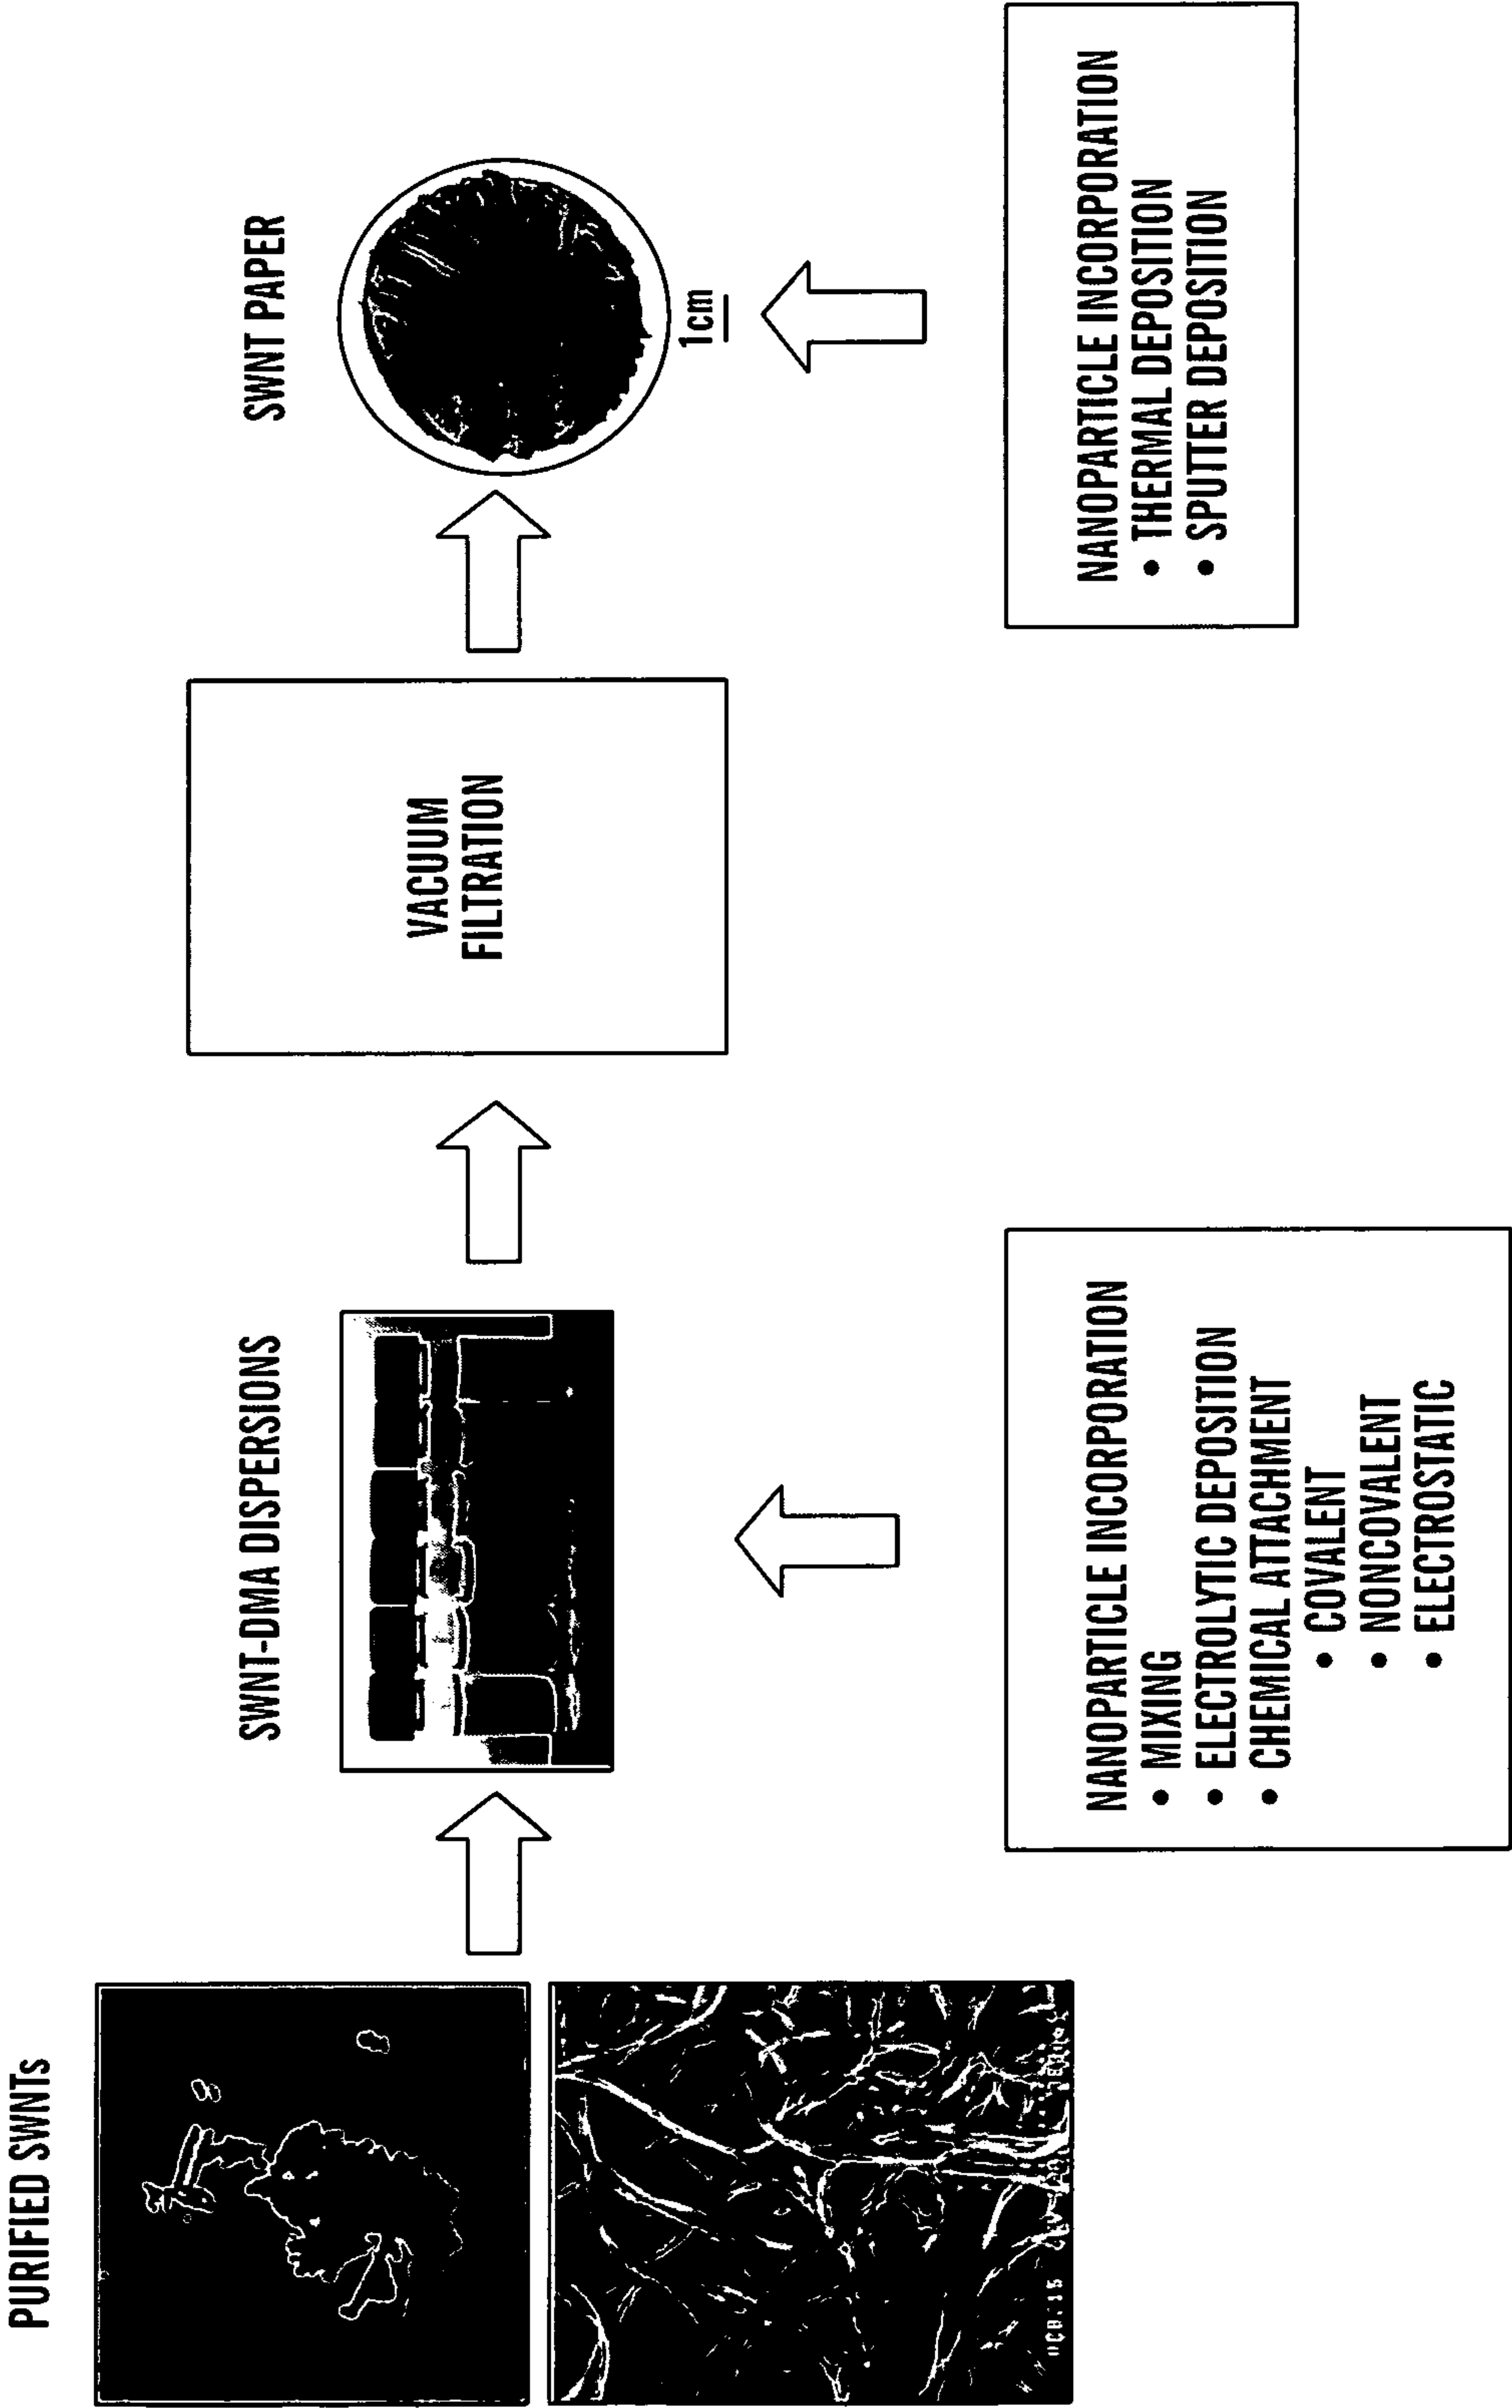 PURIFIED SWNTs
SWNT-DMA DISPERSIONS
VACUUM
FILTRATION
SWNT PAPER
1cm
NANOPARTICLE INCORPORATION
• MIXING
• ELECTROLYTIC DEPOSITION
• CHEMICAL ATTACHMENT
• COVALENT
• NONCOVALENT
• ELECTROSTATIC
NANOPARTICLE INCORPORATION
• THERMAL DEPOSITION
• SPUTTER DEPOSITION